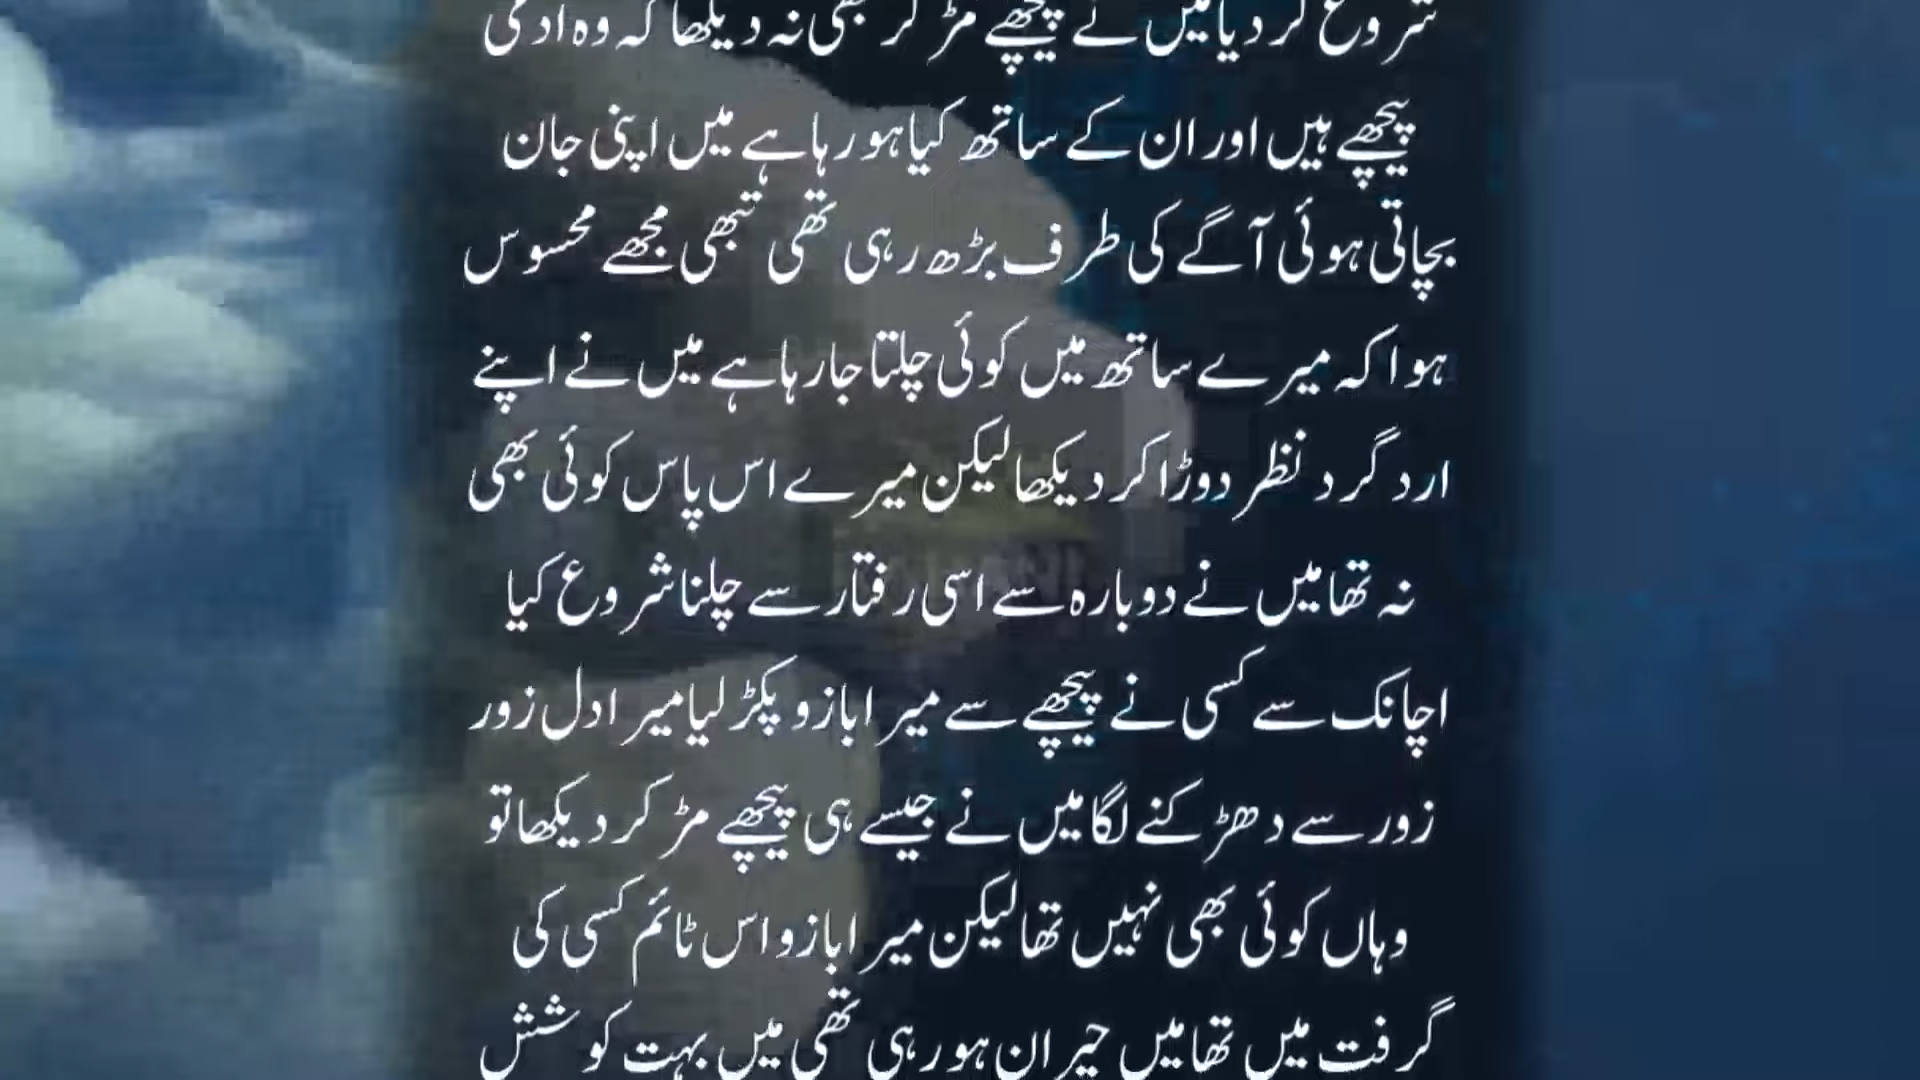 شروع کر دیا میں نے پیچھے مڑ کر بھی نہ دیکھا کہ وہ ادمی
پیچھے ہیں اور ان کے ساتھ کیا ہو رہا ہے میں اپنی جان
بچاتی ہوئی آگے کی طرف بڑھ رہی تھی تبھی مجھے محسوس
ہوا کہ میرے ساتھ میں کوئی چلتا جا رہا ہے میں نے اپنے
ارد گرد نظر دوڑا کر دیکھا لیکن میرے اس پاس کوئی بھی
نہ تھا میں نے دوبارہ سے اسی رفتار سے چلنا شروع کیا
اچانک سے کسی نے پیچھے سے میرا بازو پکڑ لیا میرا دل زور
زور سے دھڑکنے لگا میں نے جیسے ہی پیچھے مڑ کر دیکھا تو
وہاں کوئی بھی نہیں تھا لیکن میرا بازو اس ٹائم کسی کی
گرفت میں تھا میں حیران ہو رہی تھی میں بہت کوشش